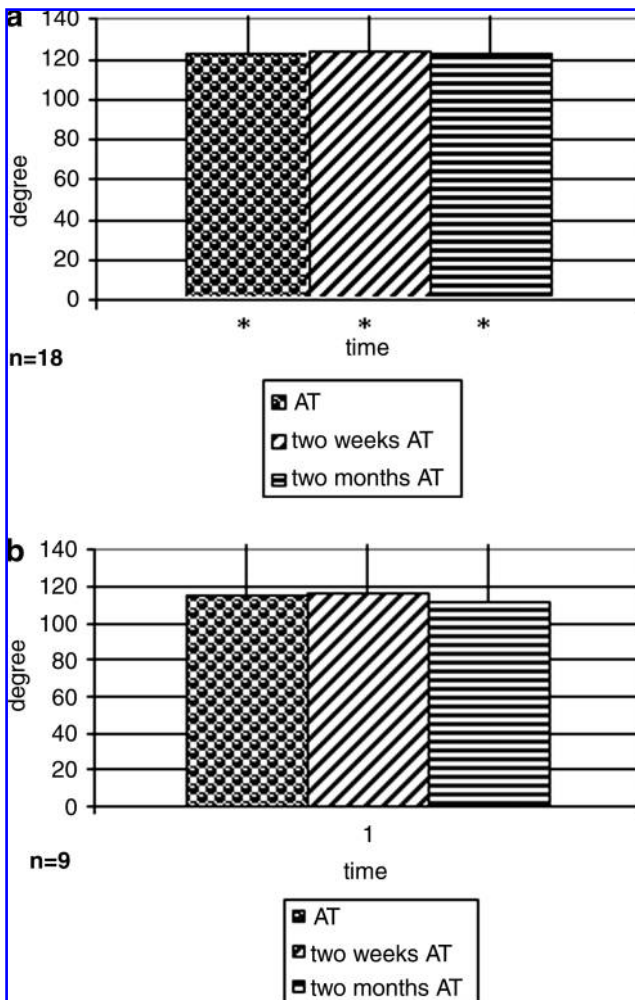 a
140
120
100
80
60
40
20
0
degree
* * *
time
n=18
AT
two weeks AT
two months AT
b
140
120
100
80
60
40
20
0
degree
1
time
n=9
AT
two weeks AT
two months AT